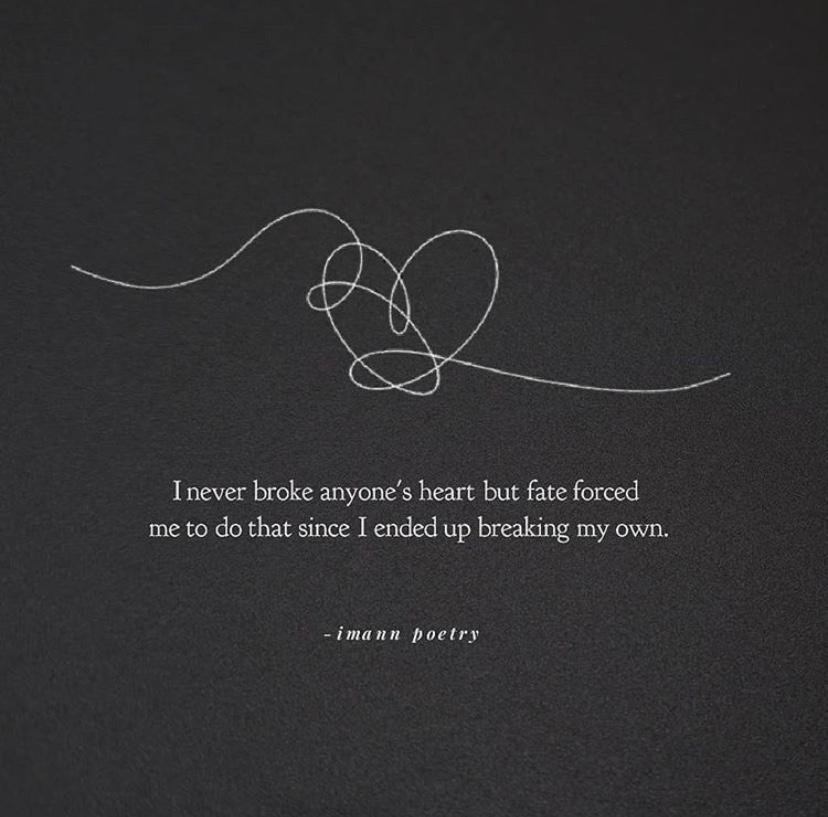 I never broke anyone's heart but fate forced
me to do that since I ended up breaking my own.
- imann poetry